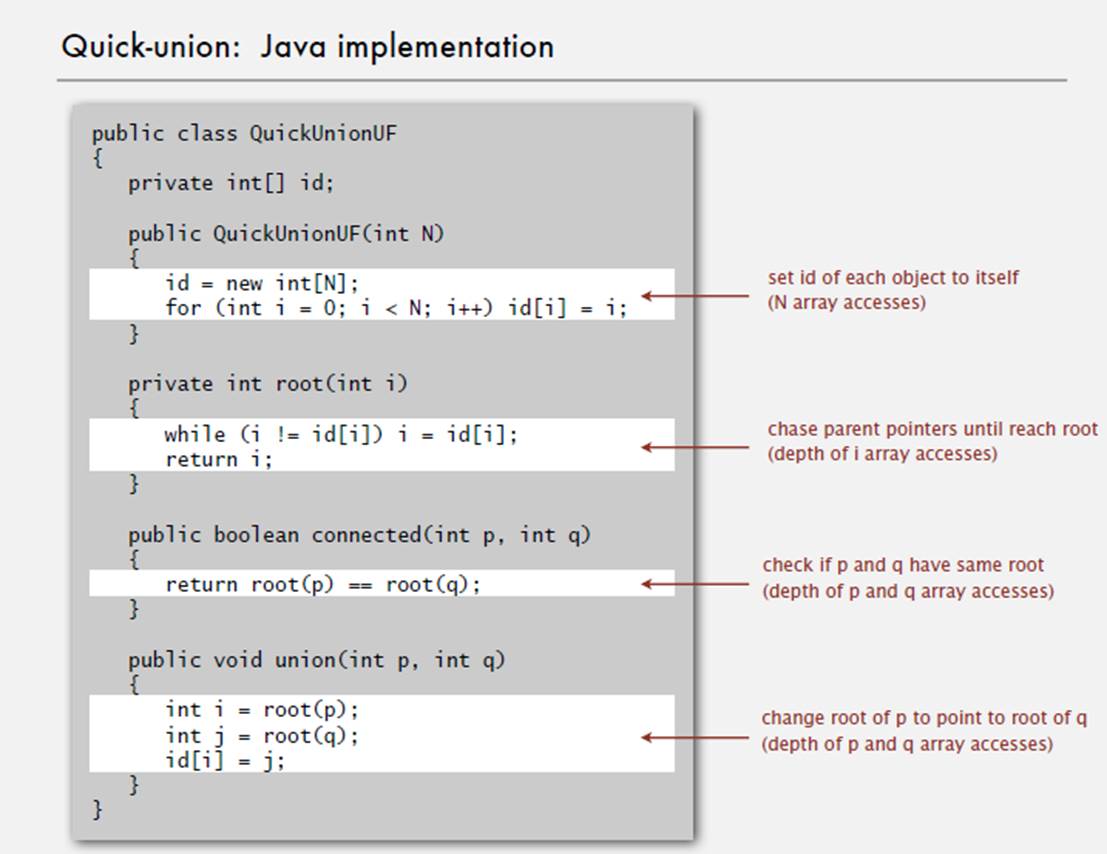 Quick-union: Java implementation
public class QuickUnionUF
{
private int[] id;
public QuickUnionUF(int N)
{
id = new int[N];
for (int i = 0; i < N; i++) id[i] = i;
}
set id of each object to itself
(N array accesses)
private int root(int i)
{
while (i != id[i]) i = id[i];
return i;
}
chase parent pointers until reach root
(depth of i array accesses)
public boolean connected(int p, int q)
{
return root(p) == root(q);
}
check if p and q have same root
(depth of p and q array accesses)
public void union(int p, int q)
{
int i = root(p);
int j = root(q);
id[i] = j;
}
}
change root of p to point to root of q
(depth of p and q array accesses)